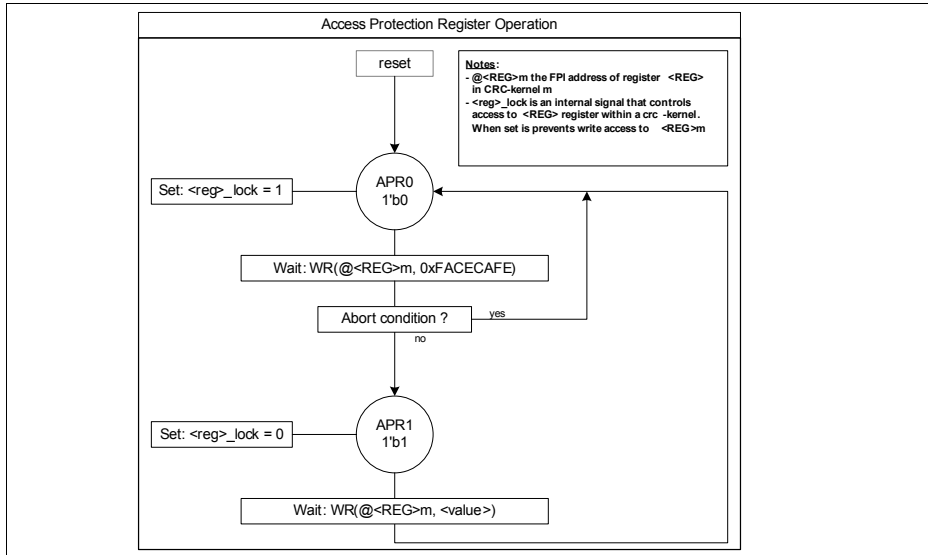 Access Protection Register Operation
reset
Notes:
- @<REG>m the FPI address of register <REG>
in CRC-kernel m
- <reg>_lock is an internal signal that controls
access to <REG> register within a crc -kernel.
When set is prevents write access to <REG>m
APR0
1'b0
Set: <reg>_lock = 1
Wait: WR(@<REG>m, 0xFACECAFE)
Abort condition ?
yes
no
APR1
1'b1
Set: <reg>_lock = 0
Wait: WR(@<REG>m, <value>)